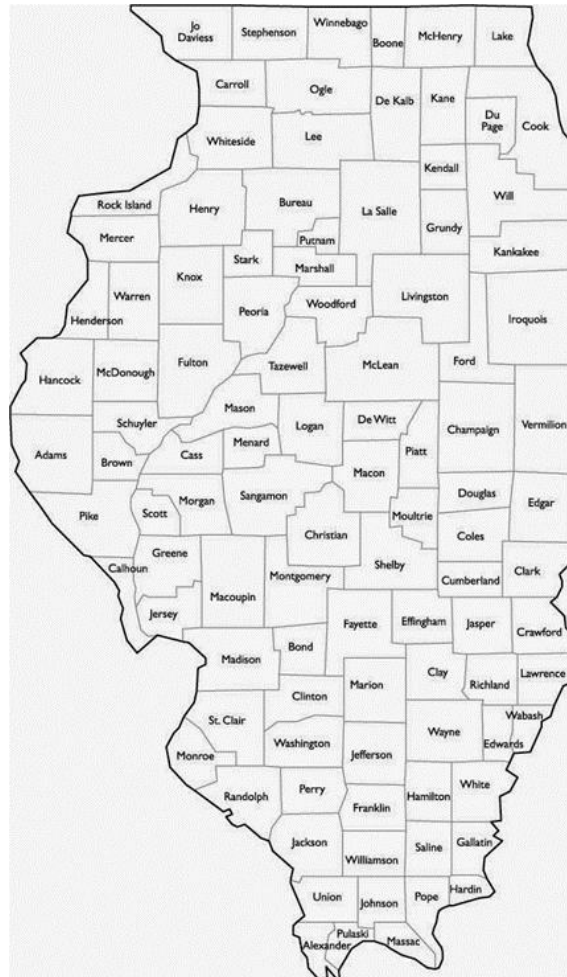 Jo
Daviess
Stephenson
Winnebago
Boone
McHenry
Lake
Carroll
Ogle
De Kalb
Kane
Du
Page
Cook
Whiteside
Lee
Kendall
Will
Rock Island
Henry
Bureau
La Salle
Grundy
Mercer
Putnam
Kankakee
Stark
Marshall
Knox
Warren
Henderson
Peoria
Woodford
Livingston
Iroquois
Hancock
McDonough
Fulton
Tazewell
McLean
Ford
Mason
Schuyler
Logan
De Witt
Champaign
Vermilion
Adams
Brown
Cass
Menard
Piatt
Macon
Pike
Scott
Morgan
Sangamon
Douglas
Edgar
Moultrie
Christian
Coles
Greene
Calhoun
Shelby
Clark
Cumberland
Montgomery
Macoupin
Jersey
Fayette
Effingham
Jasper
Crawford
Bond
Madison
Clay
Marion
Richland
Lawrence
Clinton
St. Clair
Wayne
Wabash
Edwards
Washington
Monroe
Jefferson
Randolph
Perry
Franklin
Hamilton
White
Jackson
Williamson
Saline
Gallatin
Union
Johnson
Pope
Hardin
Pulaski
Alexander
Massac